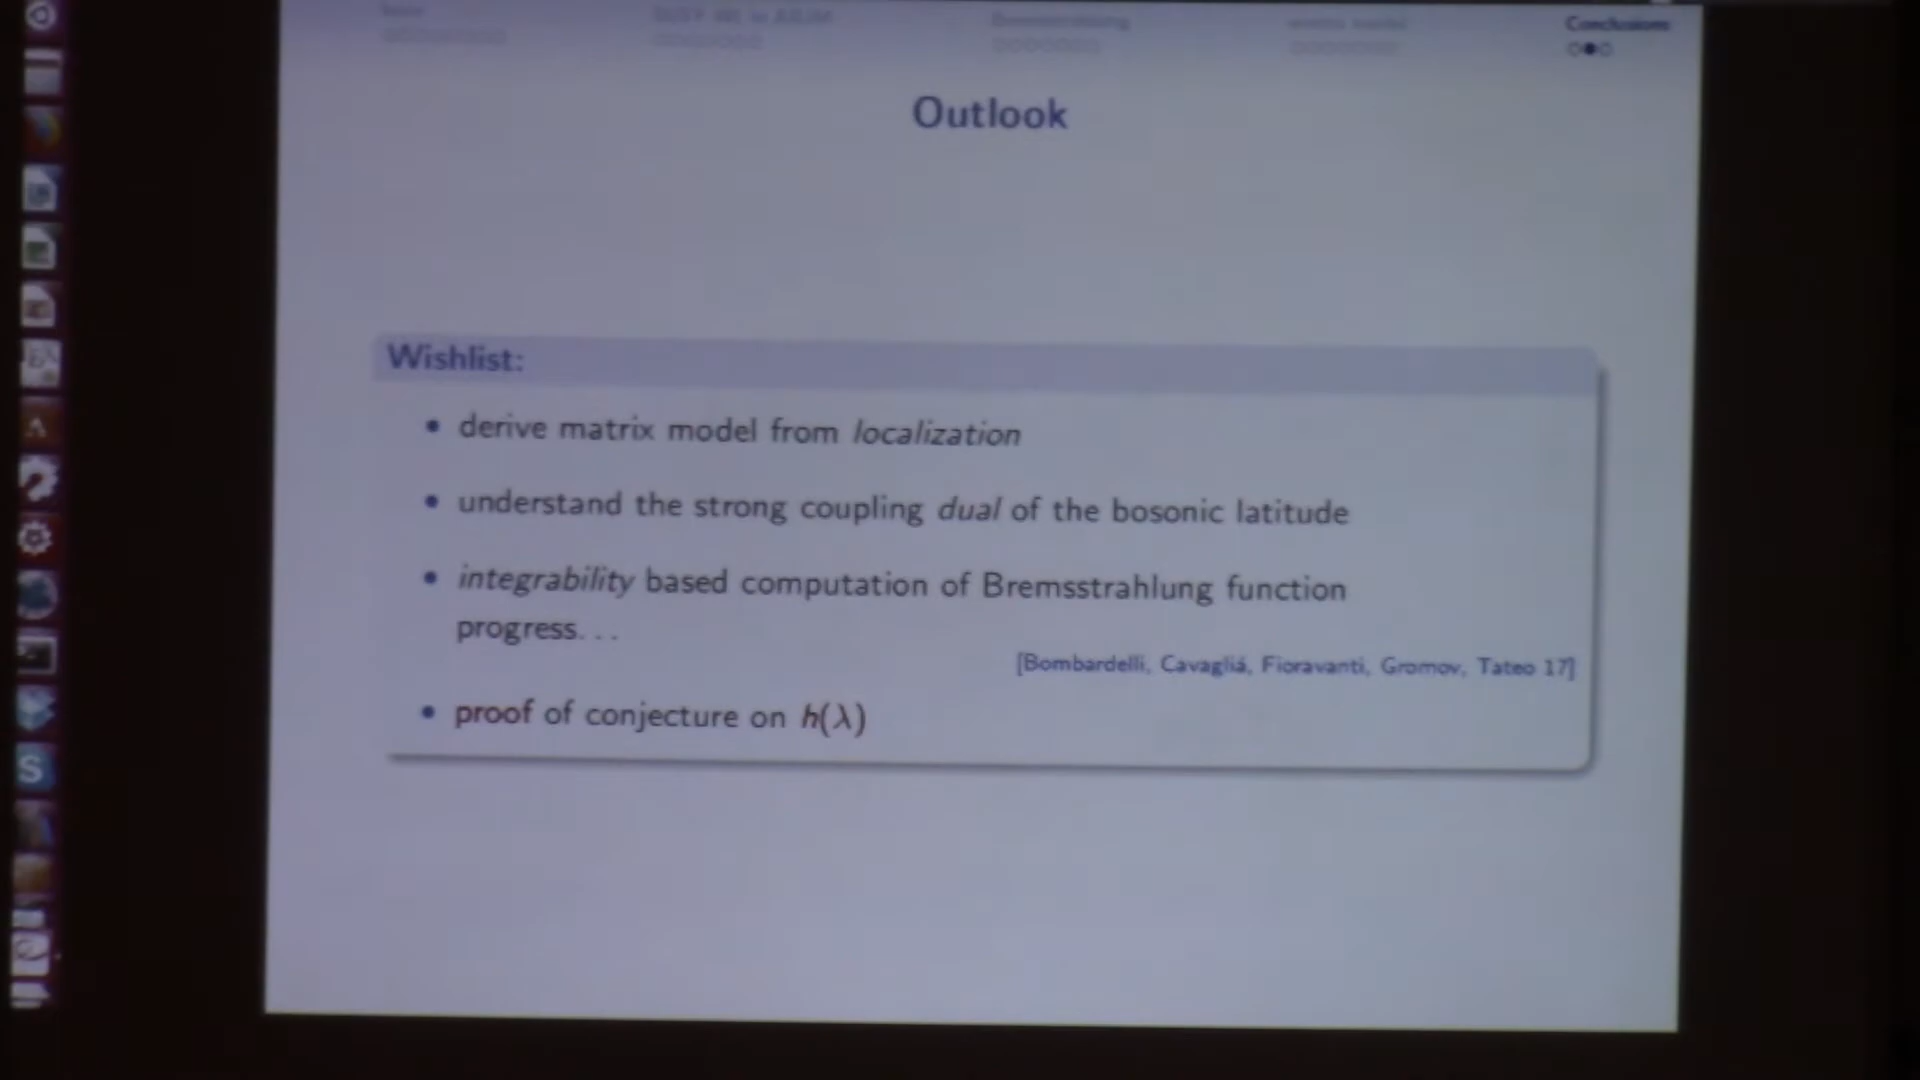 Conclusions
Outlook
Wishlist:
derive matrix model from localization
understand the strong coupling dual of the bosonic latitude
integrability based computation of Bremsstrahlung function
progress...
[Bombardelli, Cavagliá, Fioravanti, Gromov, Tateo 17]
proof of conjecture on h(λ)